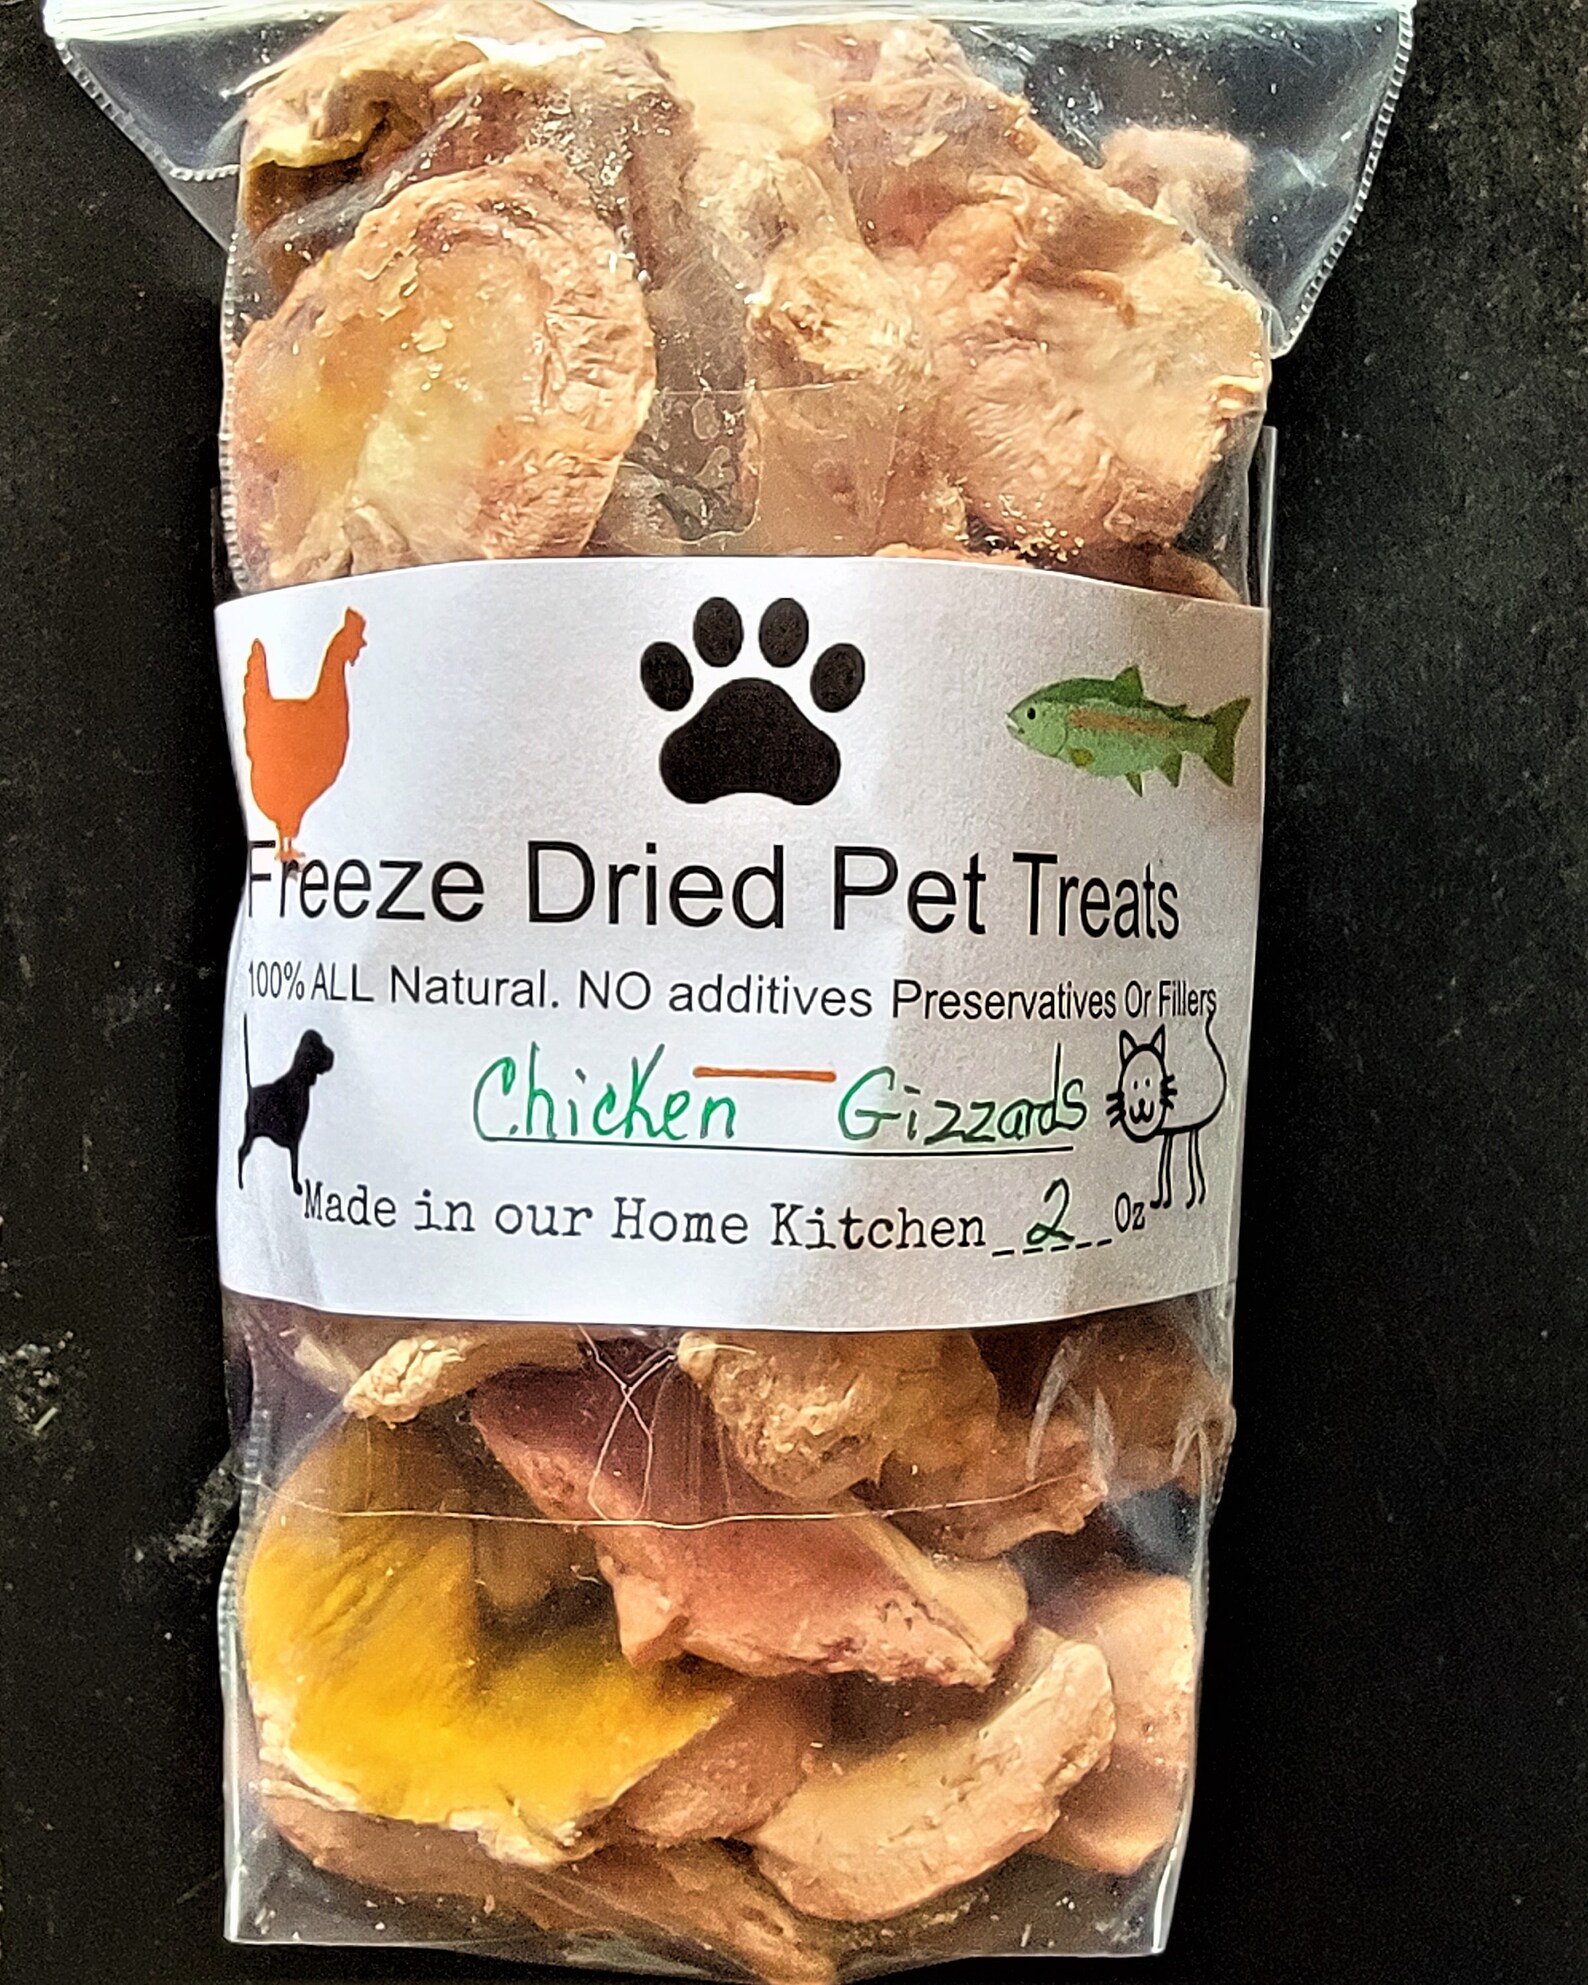 Freeze Dried Pet Treats
100% ALL Natural. NO additives Preservatives Or Fillers
Chicken Gizzards
Made in our Home Kitchen 2 Oz